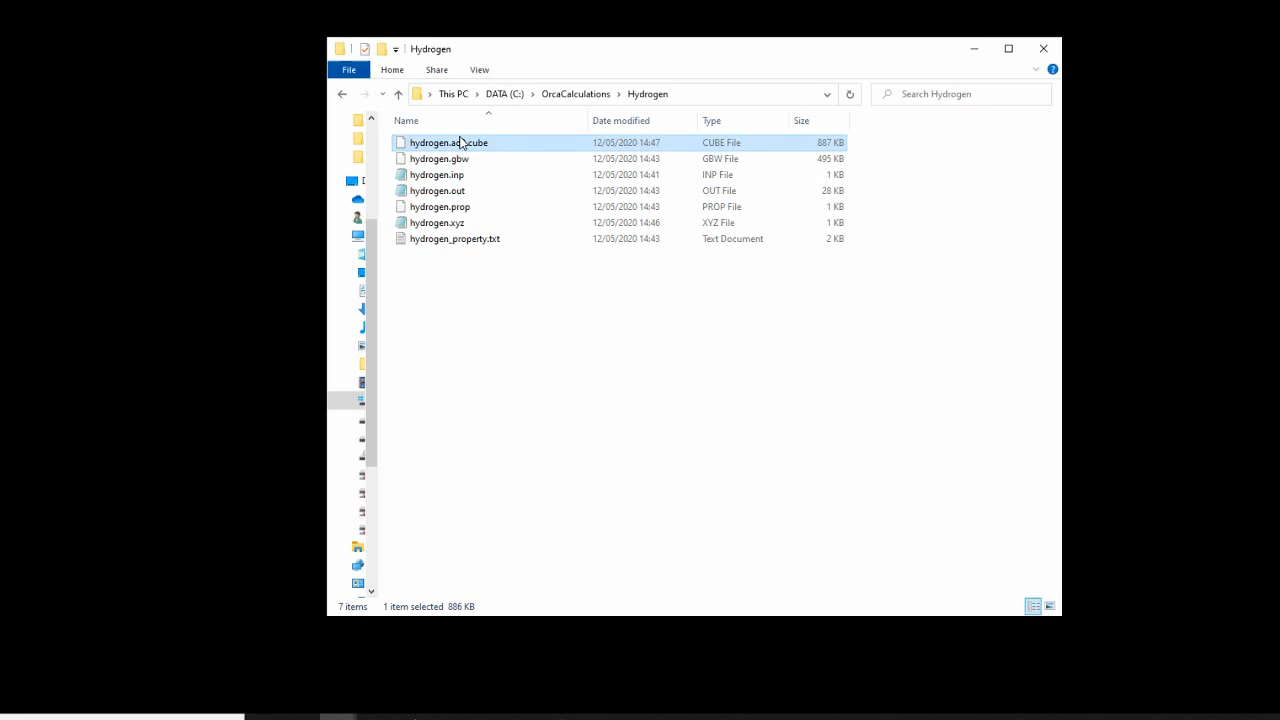 Hydrogen
File Home Share View
This PC DATA (C:) OrcaCalculations Hydrogen
Search Hydrogen
Name Date modified Type Size
12/05/2020 14:47 CUBE File 887 KB
hydrogen.gbw 12/05/2020 14:43 GBW File 495 KB
hydrogen.inp 12/05/2020 14:41 INP File 1 KB
hydrogen.out 12/05/2020 14:43 OUT File 28 KB
hydrogen.prop 12/05/2020 14:43 PROP File 1 KB
hydrogen.xyz 12/05/2020 14:46 XYZ File 1 KB
hydrogen_property.txt 12/05/2020 14:43 Text Document 2 KB
7 items 1 item selected 886 KB